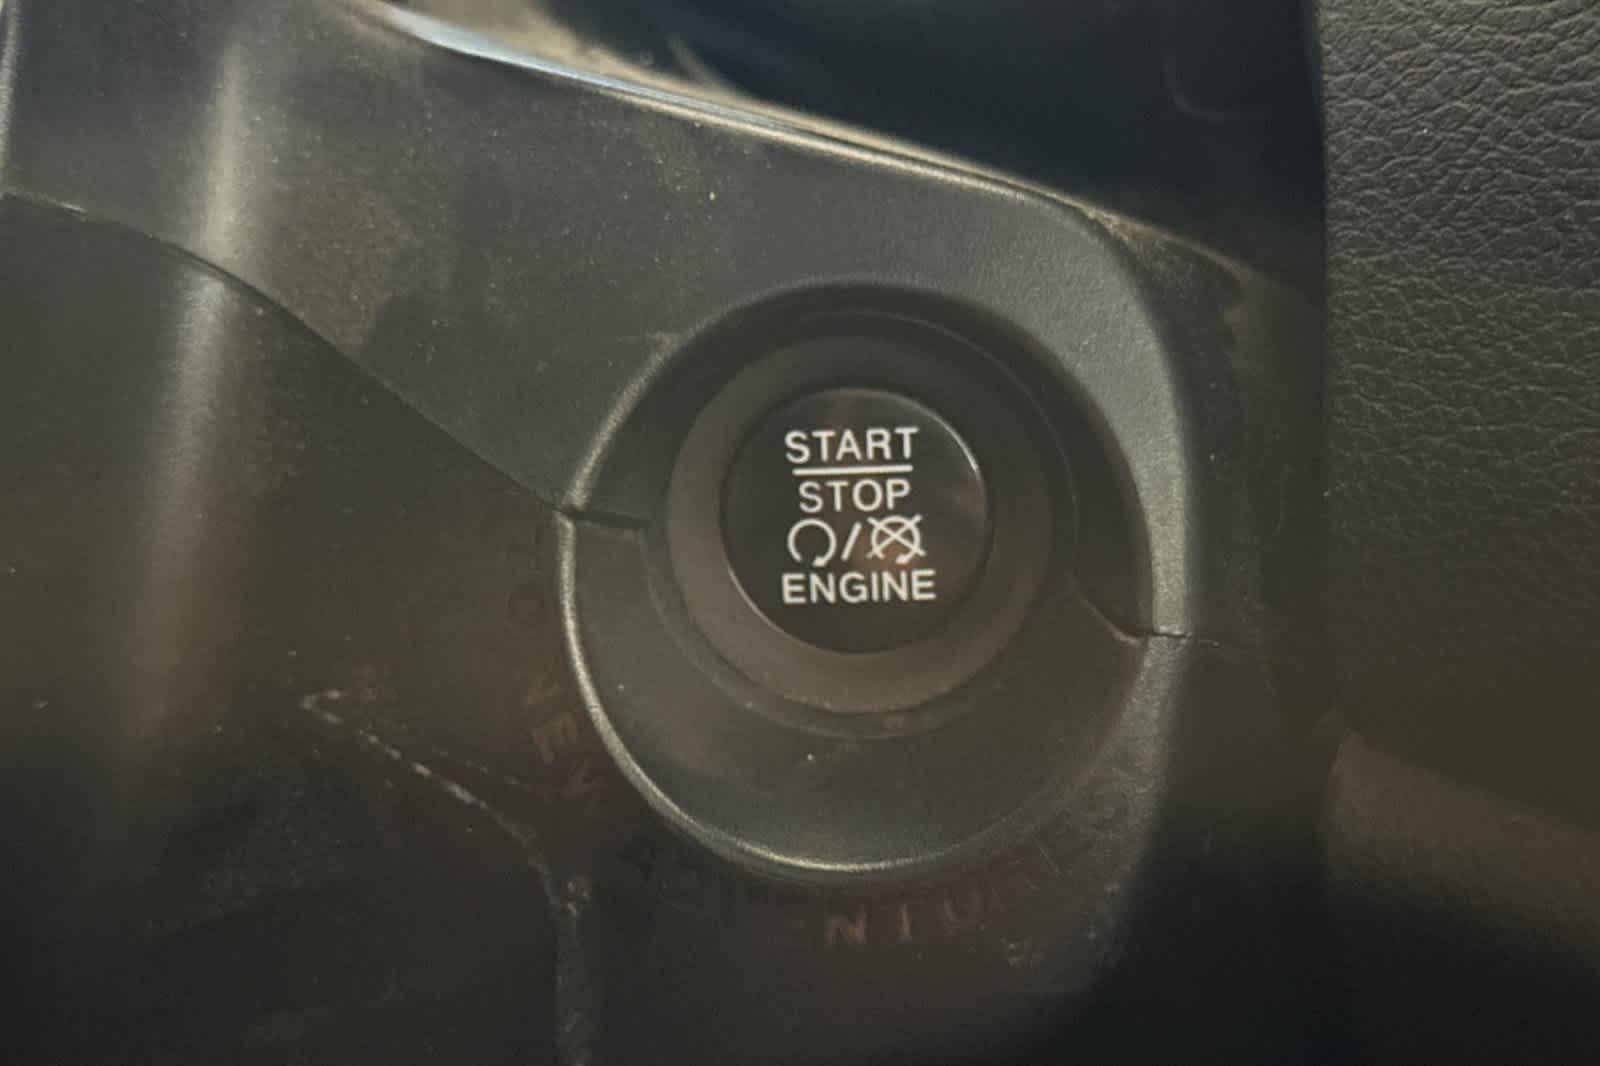 START
STOP
/
ENGINE